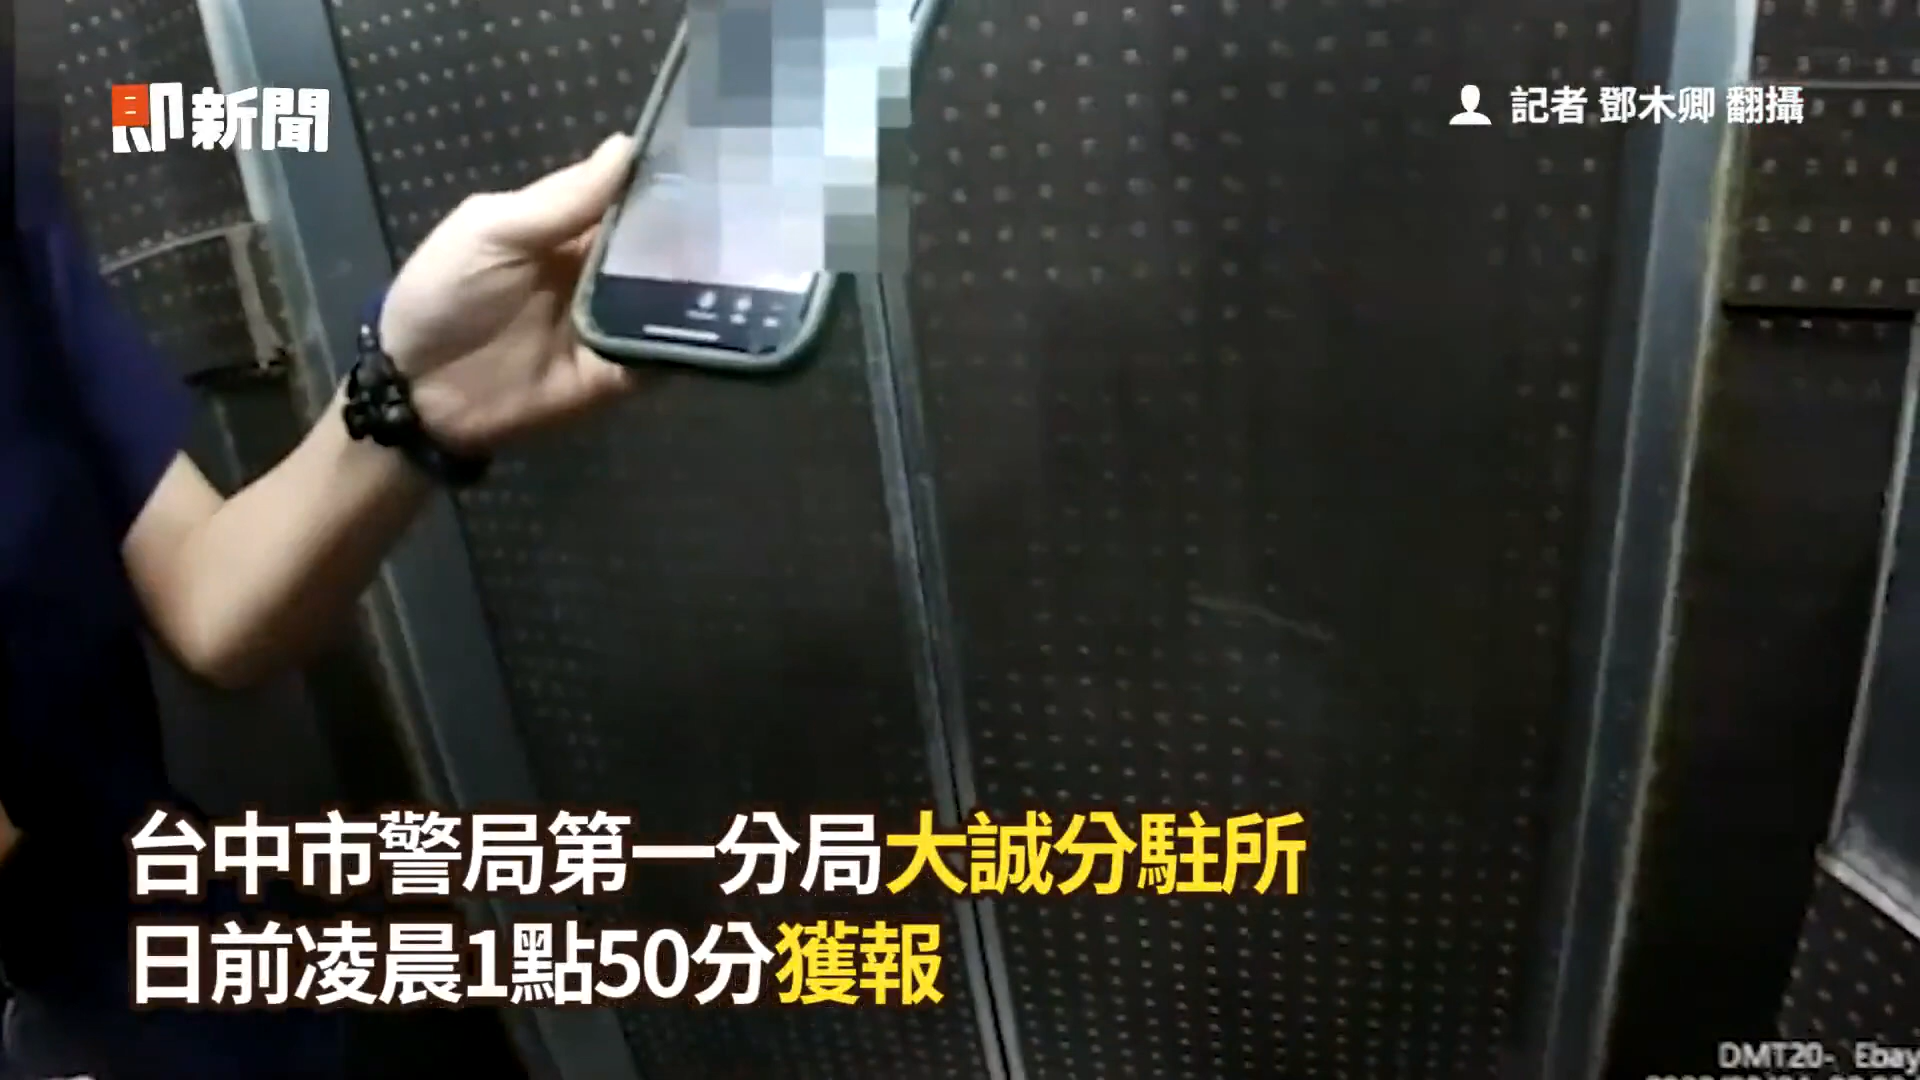 即新聞
記者 鄧木卿 翻攝
台中市警局第一分局大誠分駐所
日前凌晨1點50分獲報
DMT20- Ebay